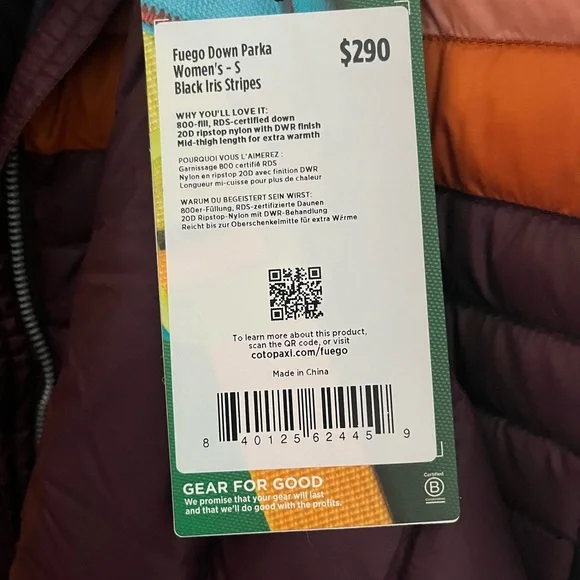 Fuego Down Parka
Women's - S
Black Iris Stripes
$290
WHY YOU'LL LOVE IT:
800-fill, RDS-certified down
20D ripstop nylon with DWR finish
Mid-thigh length for extra warmth
POURQUOI VOUS L'AIMEREZ :
Garnissage 800 certifié RDS
Nylon en ripstop 20D avec finition DWR
Longueur mi-cuisse pour plus de chaleur
WARUM DU BEGEISTERT SEIN WIRST:
800er-Füllung, RDS-zertifizierte Daunen
20D Ripstop-Nylon mit DWR-Behandlung
Reicht bis zur Oberschenkelmitte für extra Wärme
To learn more about this product,
scan the QR code, or visit
cotopaxi.com/fuego
Made in China
8 40125 62445 9
GEAR FOR GOOD
We promise that your gear will last
and that we'll do good with the profits.
Certified
B